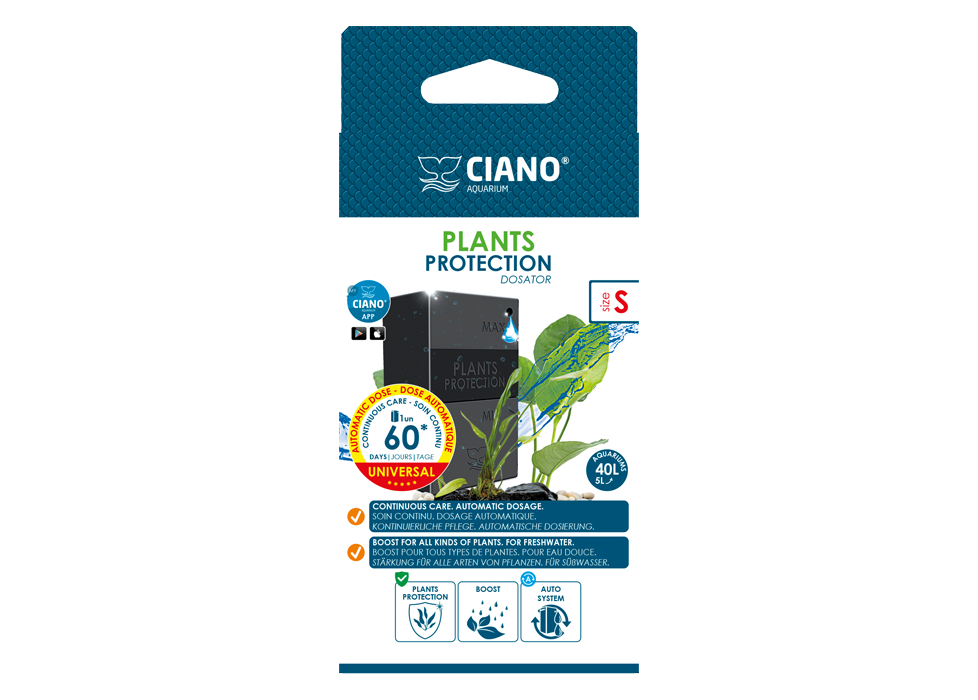 CIANO®
AQUARIUM
PLANTS
PROTECTION
DOSATOR
CIANO
APP
size S
MAX
PLANTS
PROTECTION
AUTOMATIC DOSE - DOSE AUTOMATIQUE
CONTINUOUS CARE - SOIN CONTINU
1un
60*
DAYS | JOURS | TAGE
UNIVERSAL
AQUARIUMS
40L
5L
CONTINUOUS CARE. AUTOMATIC DOSAGE.
SOIN CONTINU. DOSAGE AUTOMATIQUE.
KONTINUIERLICHE PFLEGE. AUTOMATISCHE DOSIERUNG.
BOOST FOR ALL KINDS OF PLANTS. FOR FRESHWATER.
BOOST POUR TOUS TYPES DE PLANTES. POUR EAU DOUCE.
STÄRKUNG FÜR ALLE ARTEN VON PFLANZEN. FÜR SÜßWASSER.
PLANTS
PROTECTION
BOOST
A
AUTO
SYSTEM